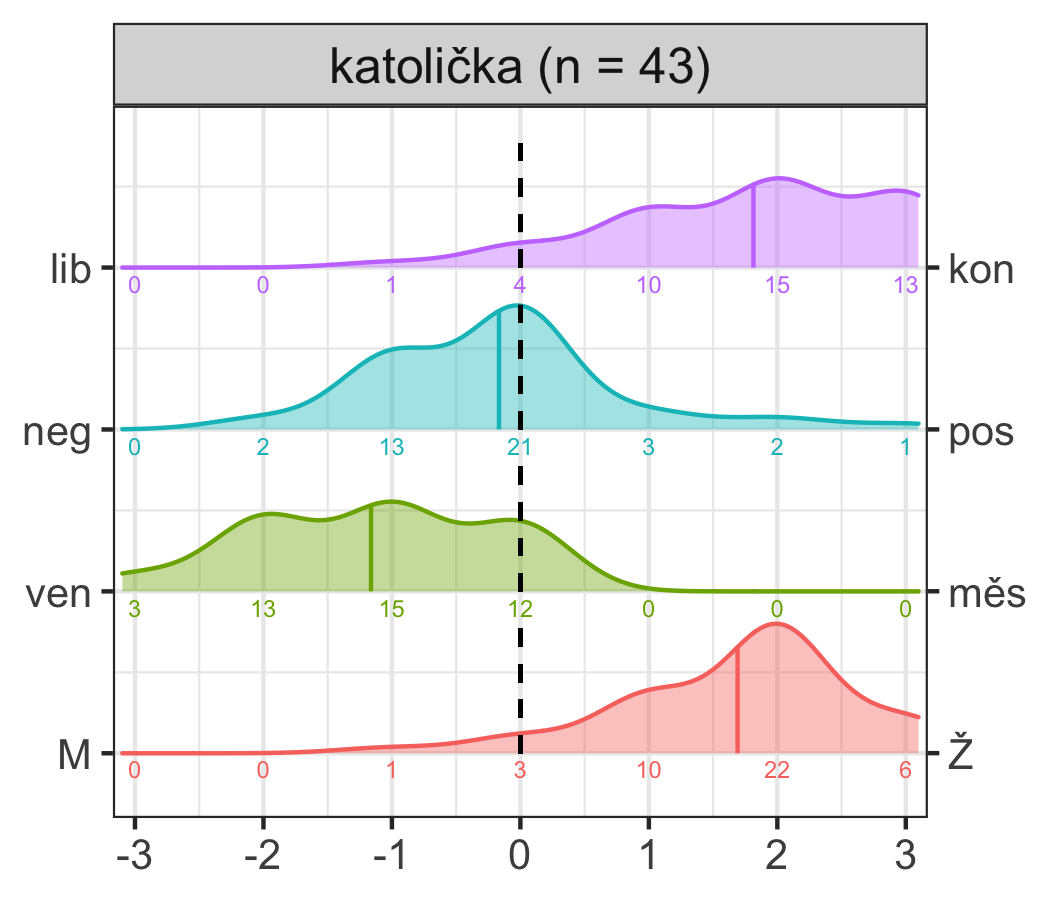 katolička (n = 43)
lib kon
0 0 1 4 10 15 13
neg pos
0 2 13 21 3 2 1
ven měs
3 13 15 12 0 0 0
M Ž
0 0 1 3 10 22 6
-3 -2 -1 0 1 2 3